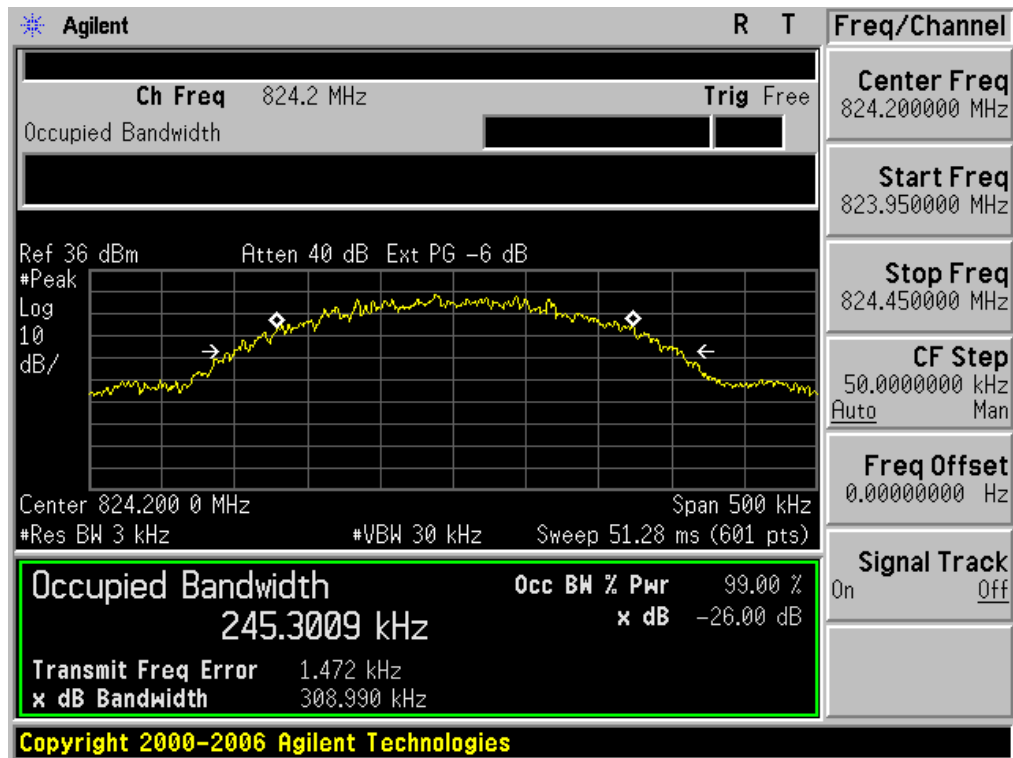 Agilent R T
Freq/Channel
Ch Freq 824.2 MHz Trig Free
Occupied Bandwidth
Center Freq
824.200000 MHz
Start Freq
823.950000 MHz
Stop Freq
824.450000 MHz
CF Step
50.0000000 kHz
Auto Man
Freq Offset
0.00000000 Hz
Signal Track
On Off
Ref 36 dBm Atten 40 dB Ext PG -6 dB
#Peak
Log
10
dB/
Center 824.200 0 MHz Span 500 kHz
#Res BW 3 kHz #VBW 30 kHz Sweep 51.28 ms (601 pts)
Occupied Bandwidth Occ BW % Pwr 99.00 %
245.3009 kHz x dB -26.00 dB
Transmit Freq Error 1.472 kHz
x dB Bandwidth 308.990 kHz
Copyright 2000-2006 Agilent Technologies